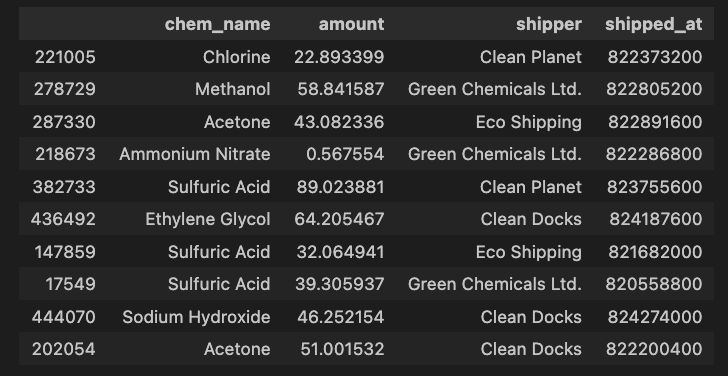 chem_name amount shipper shipped_at
221005 Chlorine 22.893399 Clean Planet 822373200
278729 Methanol 58.841587 Green Chemicals Ltd. 822805200
287330 Acetone 43.082336 Eco Shipping 822891600
218673 Ammonium Nitrate 0.567554 Green Chemicals Ltd. 822286800
382733 Sulfuric Acid 89.023881 Clean Planet 823755600
436492 Ethylene Glycol 64.205467 Clean Docks 824187600
147859 Sulfuric Acid 32.064941 Eco Shipping 821682000
17549 Sulfuric Acid 39.305937 Green Chemicals Ltd. 820558800
444070 Sodium Hydroxide 46.252154 Clean Docks 824274000
202054 Acetone 51.001532 Clean Docks 822200400